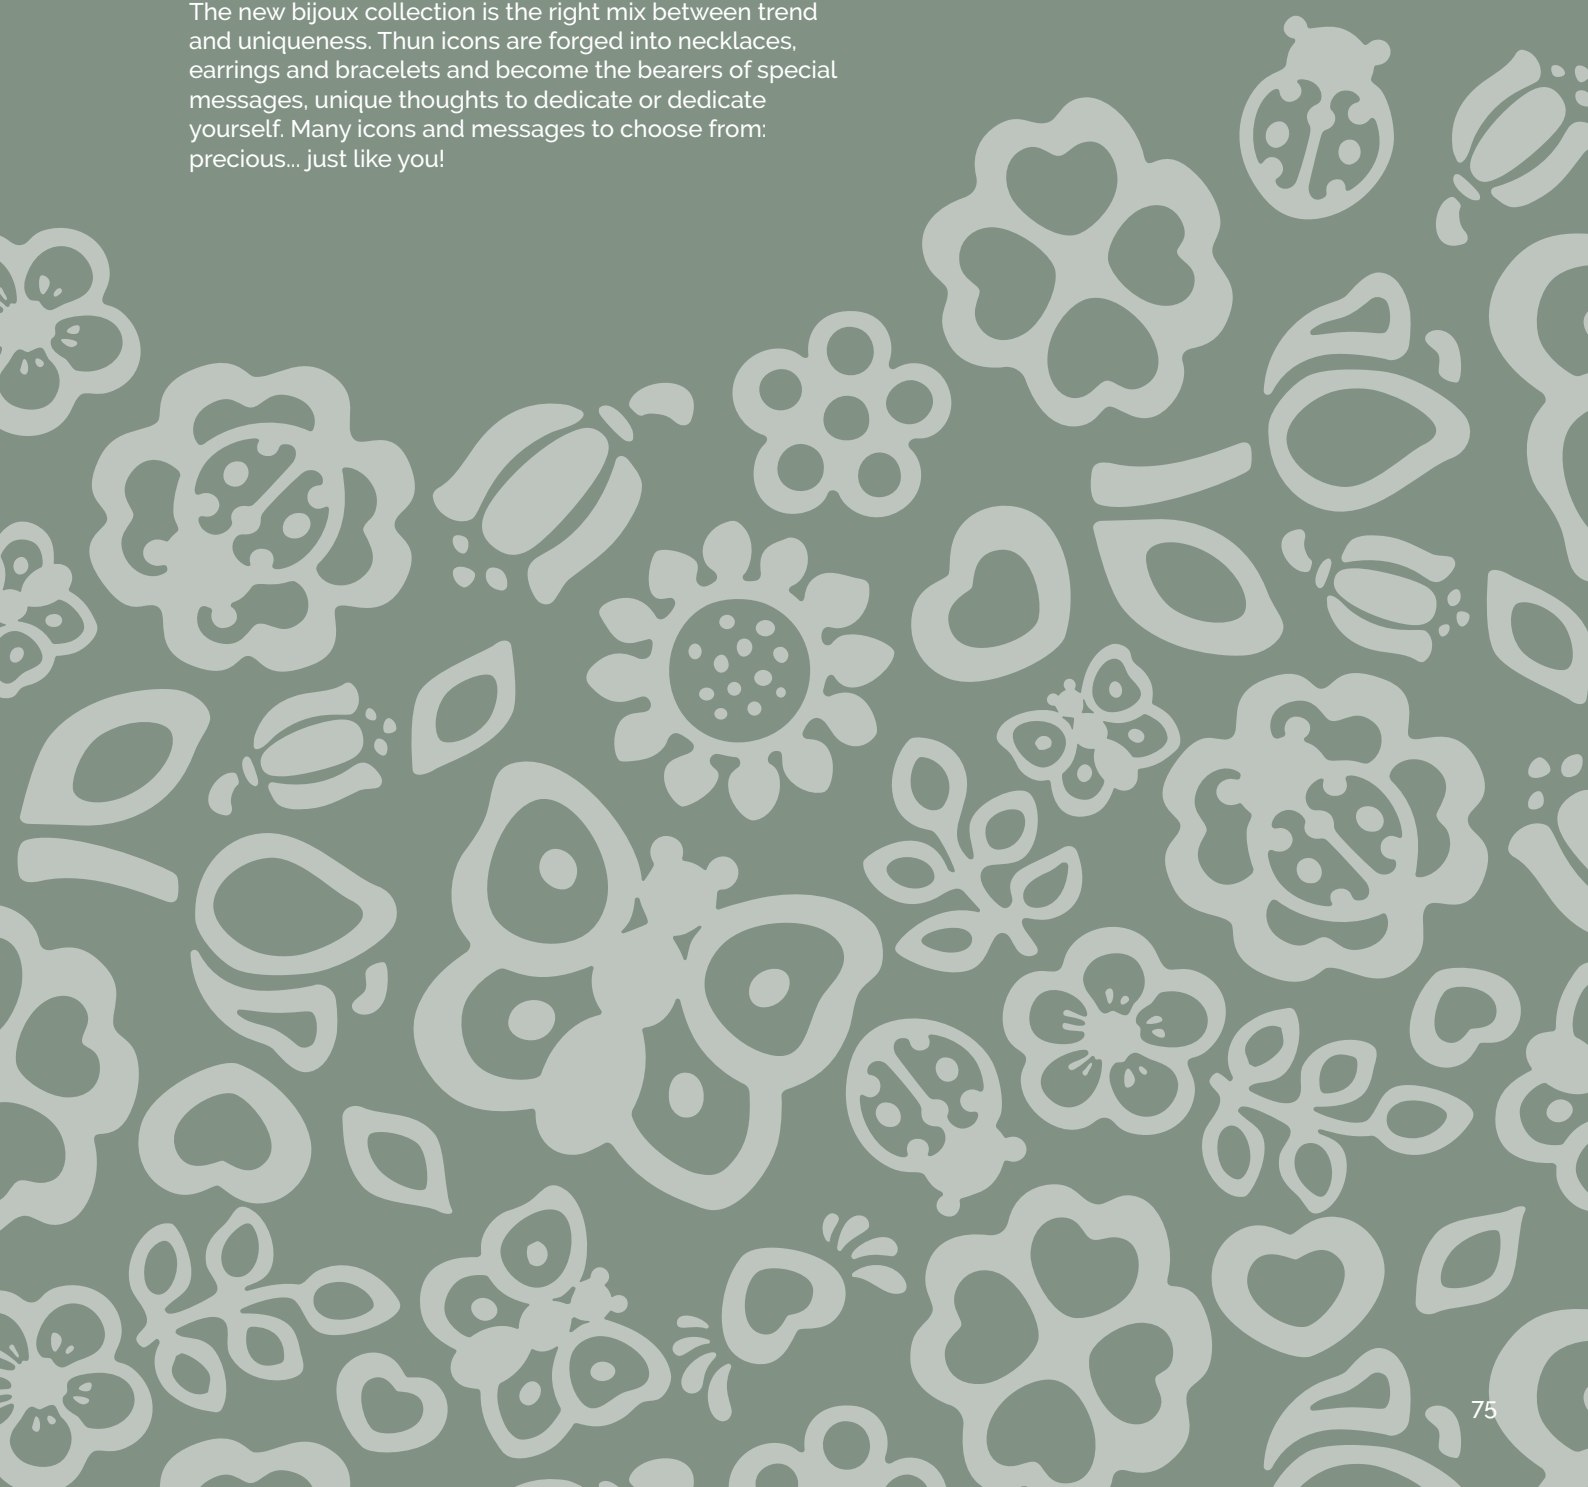 The new bijoux collection is the right mix between trend
and uniqueness. Thun icons are forged into necklaces,
earrings and bracelets and become the bearers of special
messages, unique thoughts to dedicate or dedicate
yourself. Many icons and messages to choose from:
precious... just like you!
75